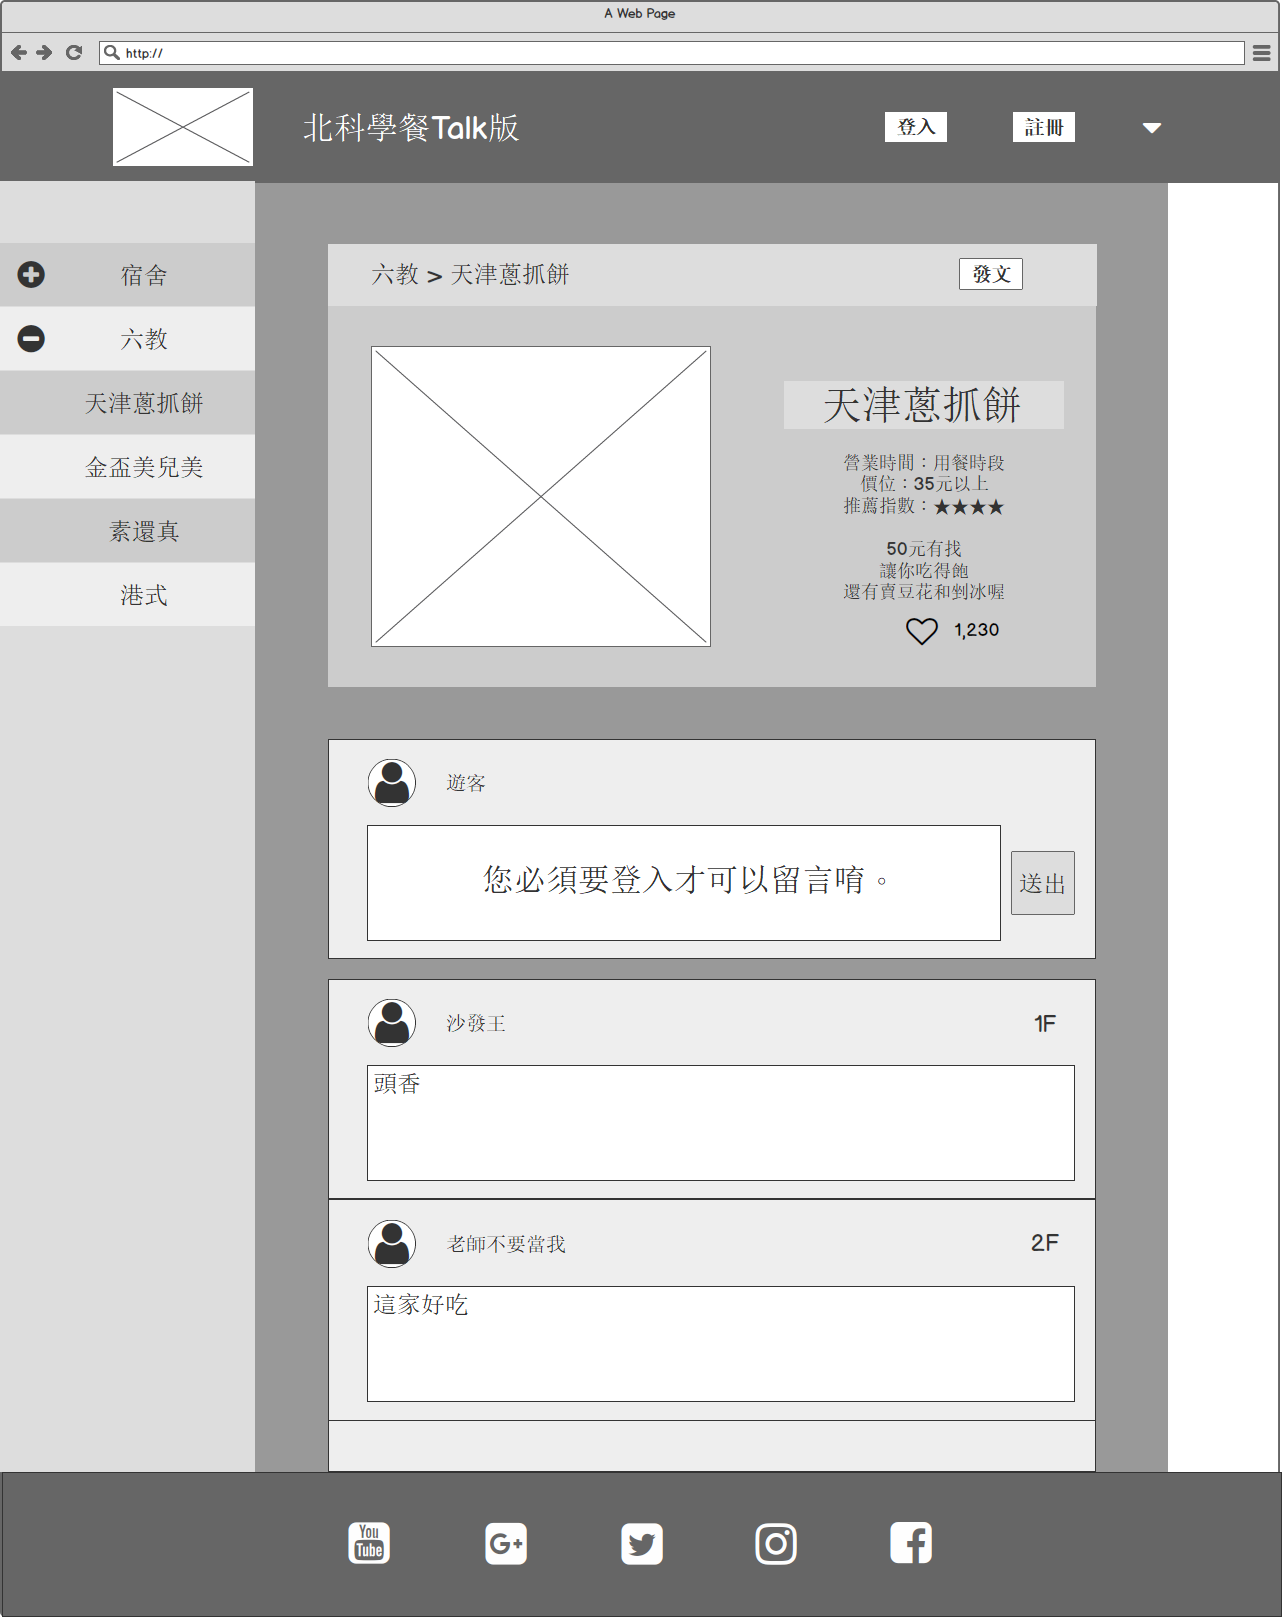 A Web Page
http://
北科學餐Talk版
登入
註冊
宿舍
六教
天津蔥抓餅
金盃美兒美
素還真
港式
六教 > 天津蔥抓餅
發文
天津蔥抓餅
營業時間：用餐時段
價位：35元以上
推薦指數：★★★★
50元有找
讓你吃得飽
還有賣豆花和剉冰喔
1,230
遊客
您必須要登入才可以留言唷。
送出
沙發王
1F
頭香
老師不要當我
2F
這家好吃
You
Tube
G+